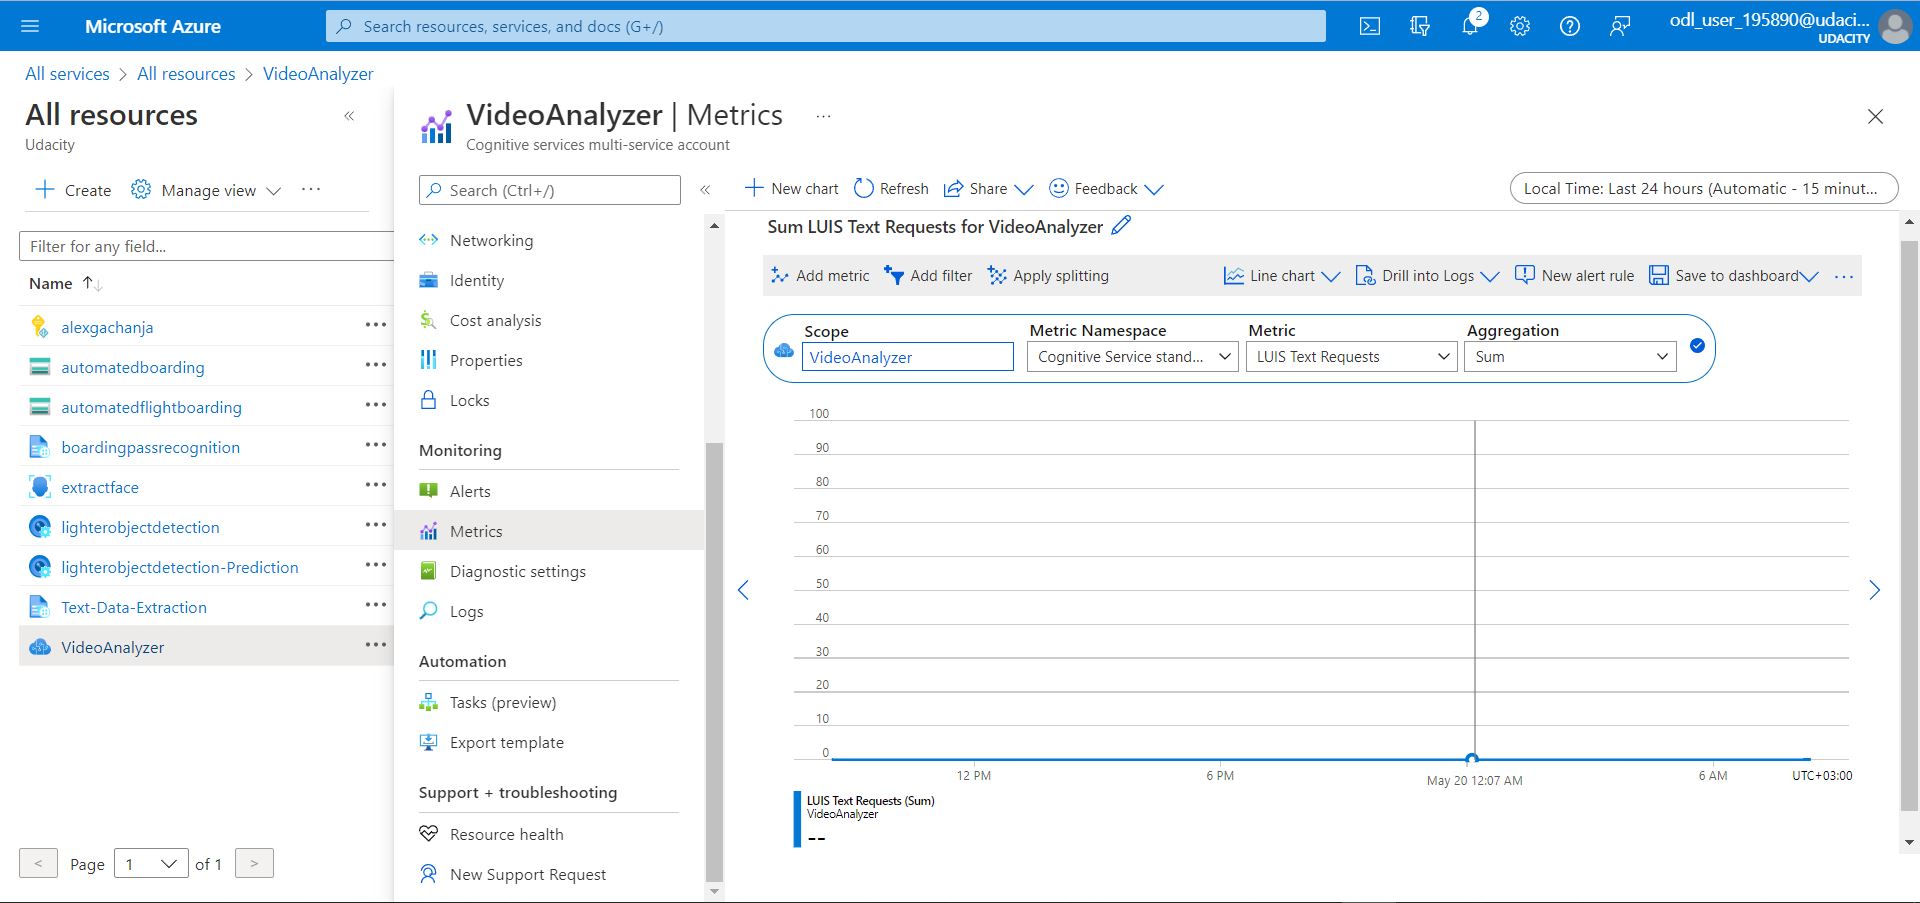 Microsoft Azure
Search resources, services, and docs (G+/)
2
odl_user_195890@udaci...
UDACITY
All services > All resources > VideoAnalyzer
All resources
«
Udacity
Create
Manage view
...
Filter for any field...
Name ↑↓
alexgachanja
automatedboarding
automatedflightboarding
boardingpassrecognition
extractface
lighterobjectdetection
lighterobjectdetection-Prediction
Text-Data-Extraction
VideoAnalyzer
< Page 1 of 1 >
VideoAnalyzer | Metrics
...
Cognitive services multi-service account
Search (Ctrl+/)
«
Networking
Identity
Cost analysis
Properties
Locks
Monitoring
Alerts
Metrics
Diagnostic settings
Logs
Automation
Tasks (preview)
Export template
Support + troubleshooting
Resource health
New Support Request
New chart
Refresh
Share
Feedback
Local Time: Last 24 hours (Automatic - 15 minut...
Sum LUIS Text Requests for VideoAnalyzer
Add metric
Add filter
Apply splitting
Line chart
Drill into Logs
New alert rule
Save to dashboard
...
Scope
VideoAnalyzer
Metric Namespace
Cognitive Service stand...
Metric
LUIS Text Requests
Aggregation
Sum
100
90
80
70
60
50
40
30
20
10
0
12 PM
6 PM
May 20 12:07 AM
6 AM
UTC+03:00
LUIS Text Requests (Sum)
VideoAnalyzer
--